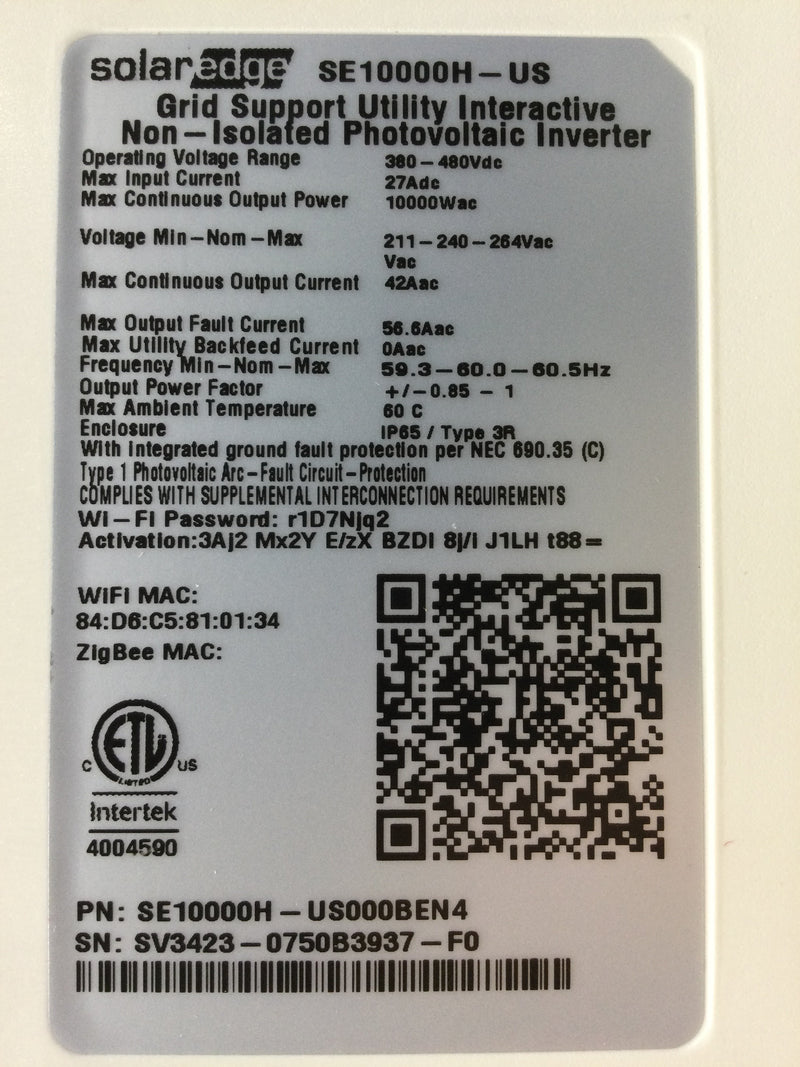 solaredge SE10000H-US
Grid Support Utility Interactive
Non-Isolated Photovoltaic Inverter
Operating Voltage Range 380-480Vdc
Max Input Current 27Adc
Max Continuous Output Power 10000Wac
Voltage Min-Nom-Max 211-240-264Vac
Vac
Max Continuous Output Current 42Aac
Max Output Fault Current 56.6Aac
Max Utility Backfeed Current 0Aac
Frequency Min-Nom-Max 59.3-60.0-60.5Hz
Output Power Factor +/-0.85 - 1
Max Ambient Temperature 60 C
Enclosure IP65 / Type 3R
With integrated ground fault protection per NEC 690.35 (C)
Type 1 Photovoltaic Arc-Fault Circuit-Protection
COMPLIES WITH SUPPLEMENTAL INTERCONNECTION REQUIREMENTS
Wi-Fi Password: r1D7Njq2
Activation:3Aj2 Mx2Y E/zX BZDI 8j/I J1LH t88=
WiFi MAC:
84:D6:C5:81:01:34
ZigBee MAC:
ETL
C LISTED US
Intertek
4004590
PN: SE10000H-US000BEN4
SN: SV3423-0750B3937-F0